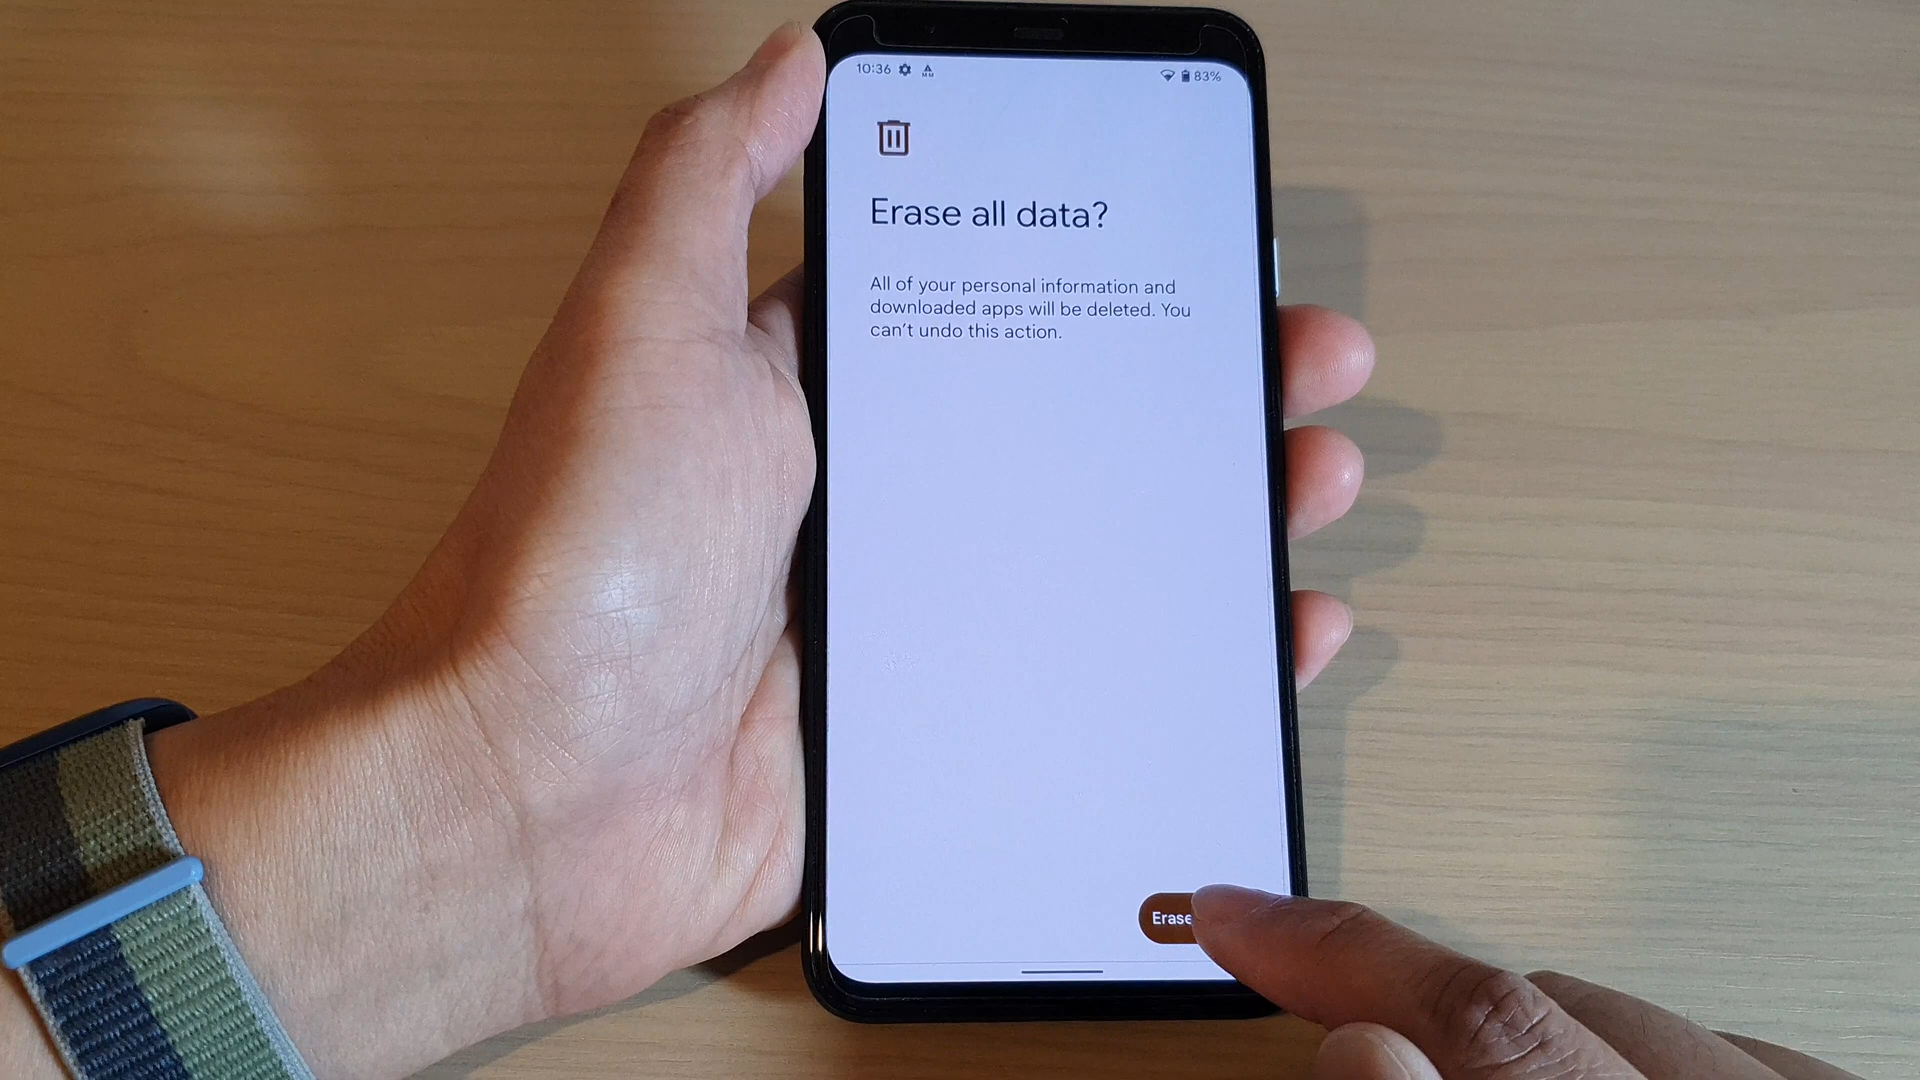 10:36 83%
Erase all data?
All of your personal information and
downloaded apps will be deleted. You
can't undo this action.
Erase